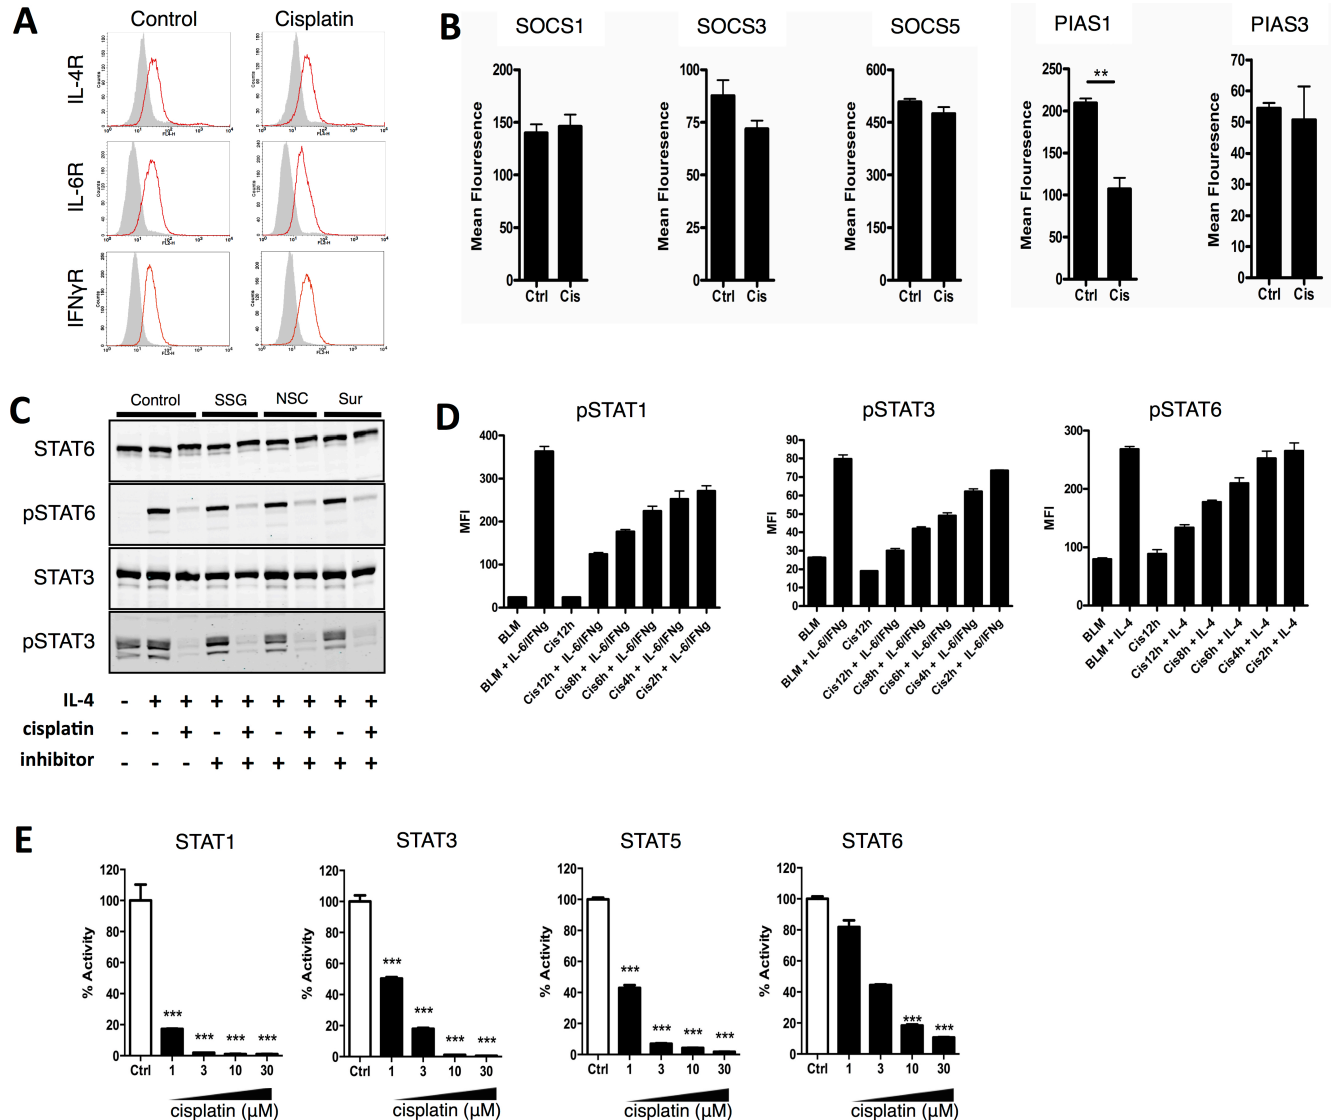 A
Control
Cisplatin
IL-4R
IL-6R
IFNγR
Counts
FL2-H
B
SOCS1
SOCS3
SOCS5
PIAS1
PIAS3
Mean Flouresence
200
150
100
50
0
Ctrl Cis
Mean Flouresence
100
75
50
25
0
Ctrl Cis
Mean Flouresence
600
450
300
150
0
Ctrl Cis
Mean Flouresence
250
200
150
100
50
0
**
Ctrl Cis
Mean Flouresence
70
60
50
40
30
20
10
0
Ctrl Cis
C
Control SSG NSC Sur
STAT6
pSTAT6
STAT3
pSTAT3
IL-4 - + + + + + + + +
cisplatin - - + - + - + - +
inhibitor - - - + + + + + +
D
pSTAT1
MFI
400
300
200
100
0
BLM
BLM + IL-6/IFNg
Cis12h
Cis12h + IL-6/IFNg
Cis8h + IL-6/IFNg
Cis6h + IL-6/IFNg
Cis4h + IL-6/IFNg
Cis2h + IL-6/IFNg
pSTAT3
MFI
90
80
70
60
50
40
30
20
10
0
BLM
BLM + IL-6/IFNg
Cis12h
Cis12h + IL-6/IFNg
Cis8h + IL-6/IFNg
Cis6h + IL-6/IFNg
Cis4h + IL-6/IFNg
Cis2h + IL-6/IFNg
pSTAT6
MFI
300
200
100
0
BLM
BLM + IL-4
Cis12h
Cis12h + IL-4
Cis8h + IL-4
Cis6h + IL-4
Cis4h + IL-4
Cis2h + IL-4
E
STAT1
% Activity
120
100
80
60
40
20
0
*** *** *** ***
Ctrl 1 3 10 30
cisplatin (μM)
STAT3
% Activity
120
100
80
60
40
20
0
*** *** *** ***
Ctrl 1 3 10 30
cisplatin (μM)
STAT5
% Activity
120
100
80
60
40
20
0
*** *** *** ***
Ctrl 1 3 10 30
cisplatin (μM)
STAT6
% Activity
120
100
80
60
40
20
0
*** ***
Ctrl 1 3 10 30
cisplatin (μM)